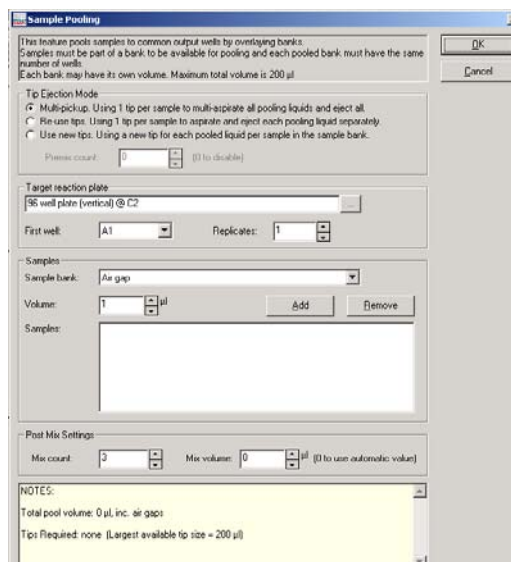 Sample Pooling
This feature pools samples to common output wells by overlaying banks.
Samples must be part of a bank to be available for pooling and each pooled bank must have the same
number of wells
Each bank may have its own volume. Maximum total volume is 200 µl
OK
Cancel
Tip Ejection Mode
Multi-pickup. Using 1 tip per sample to multi-aspirate all pooling liquids and eject all.
Re-use tips. Using 1 tip per sample to aspirate and eject each pooling liquid separately.
Use new tips. Using a new tip for each pooled liquid per sample in the sample bank.
Premix count: 0 (0 to disable)
Target reaction plate
96 well plate (vertical) @ C2 ...
First well: A1 Replicates: 1
Samples
Sample bank: Air gap
Volume: 1 µl Add Remove
Samples:
Post Mix Settings
Mix count: 3 Mix volume: 0 µl (0 to use automatic value)
NOTES:
Total pool volume: 0 µl, inc. air gaps
Tips Required: none (Largest available tip size = 200 µl)